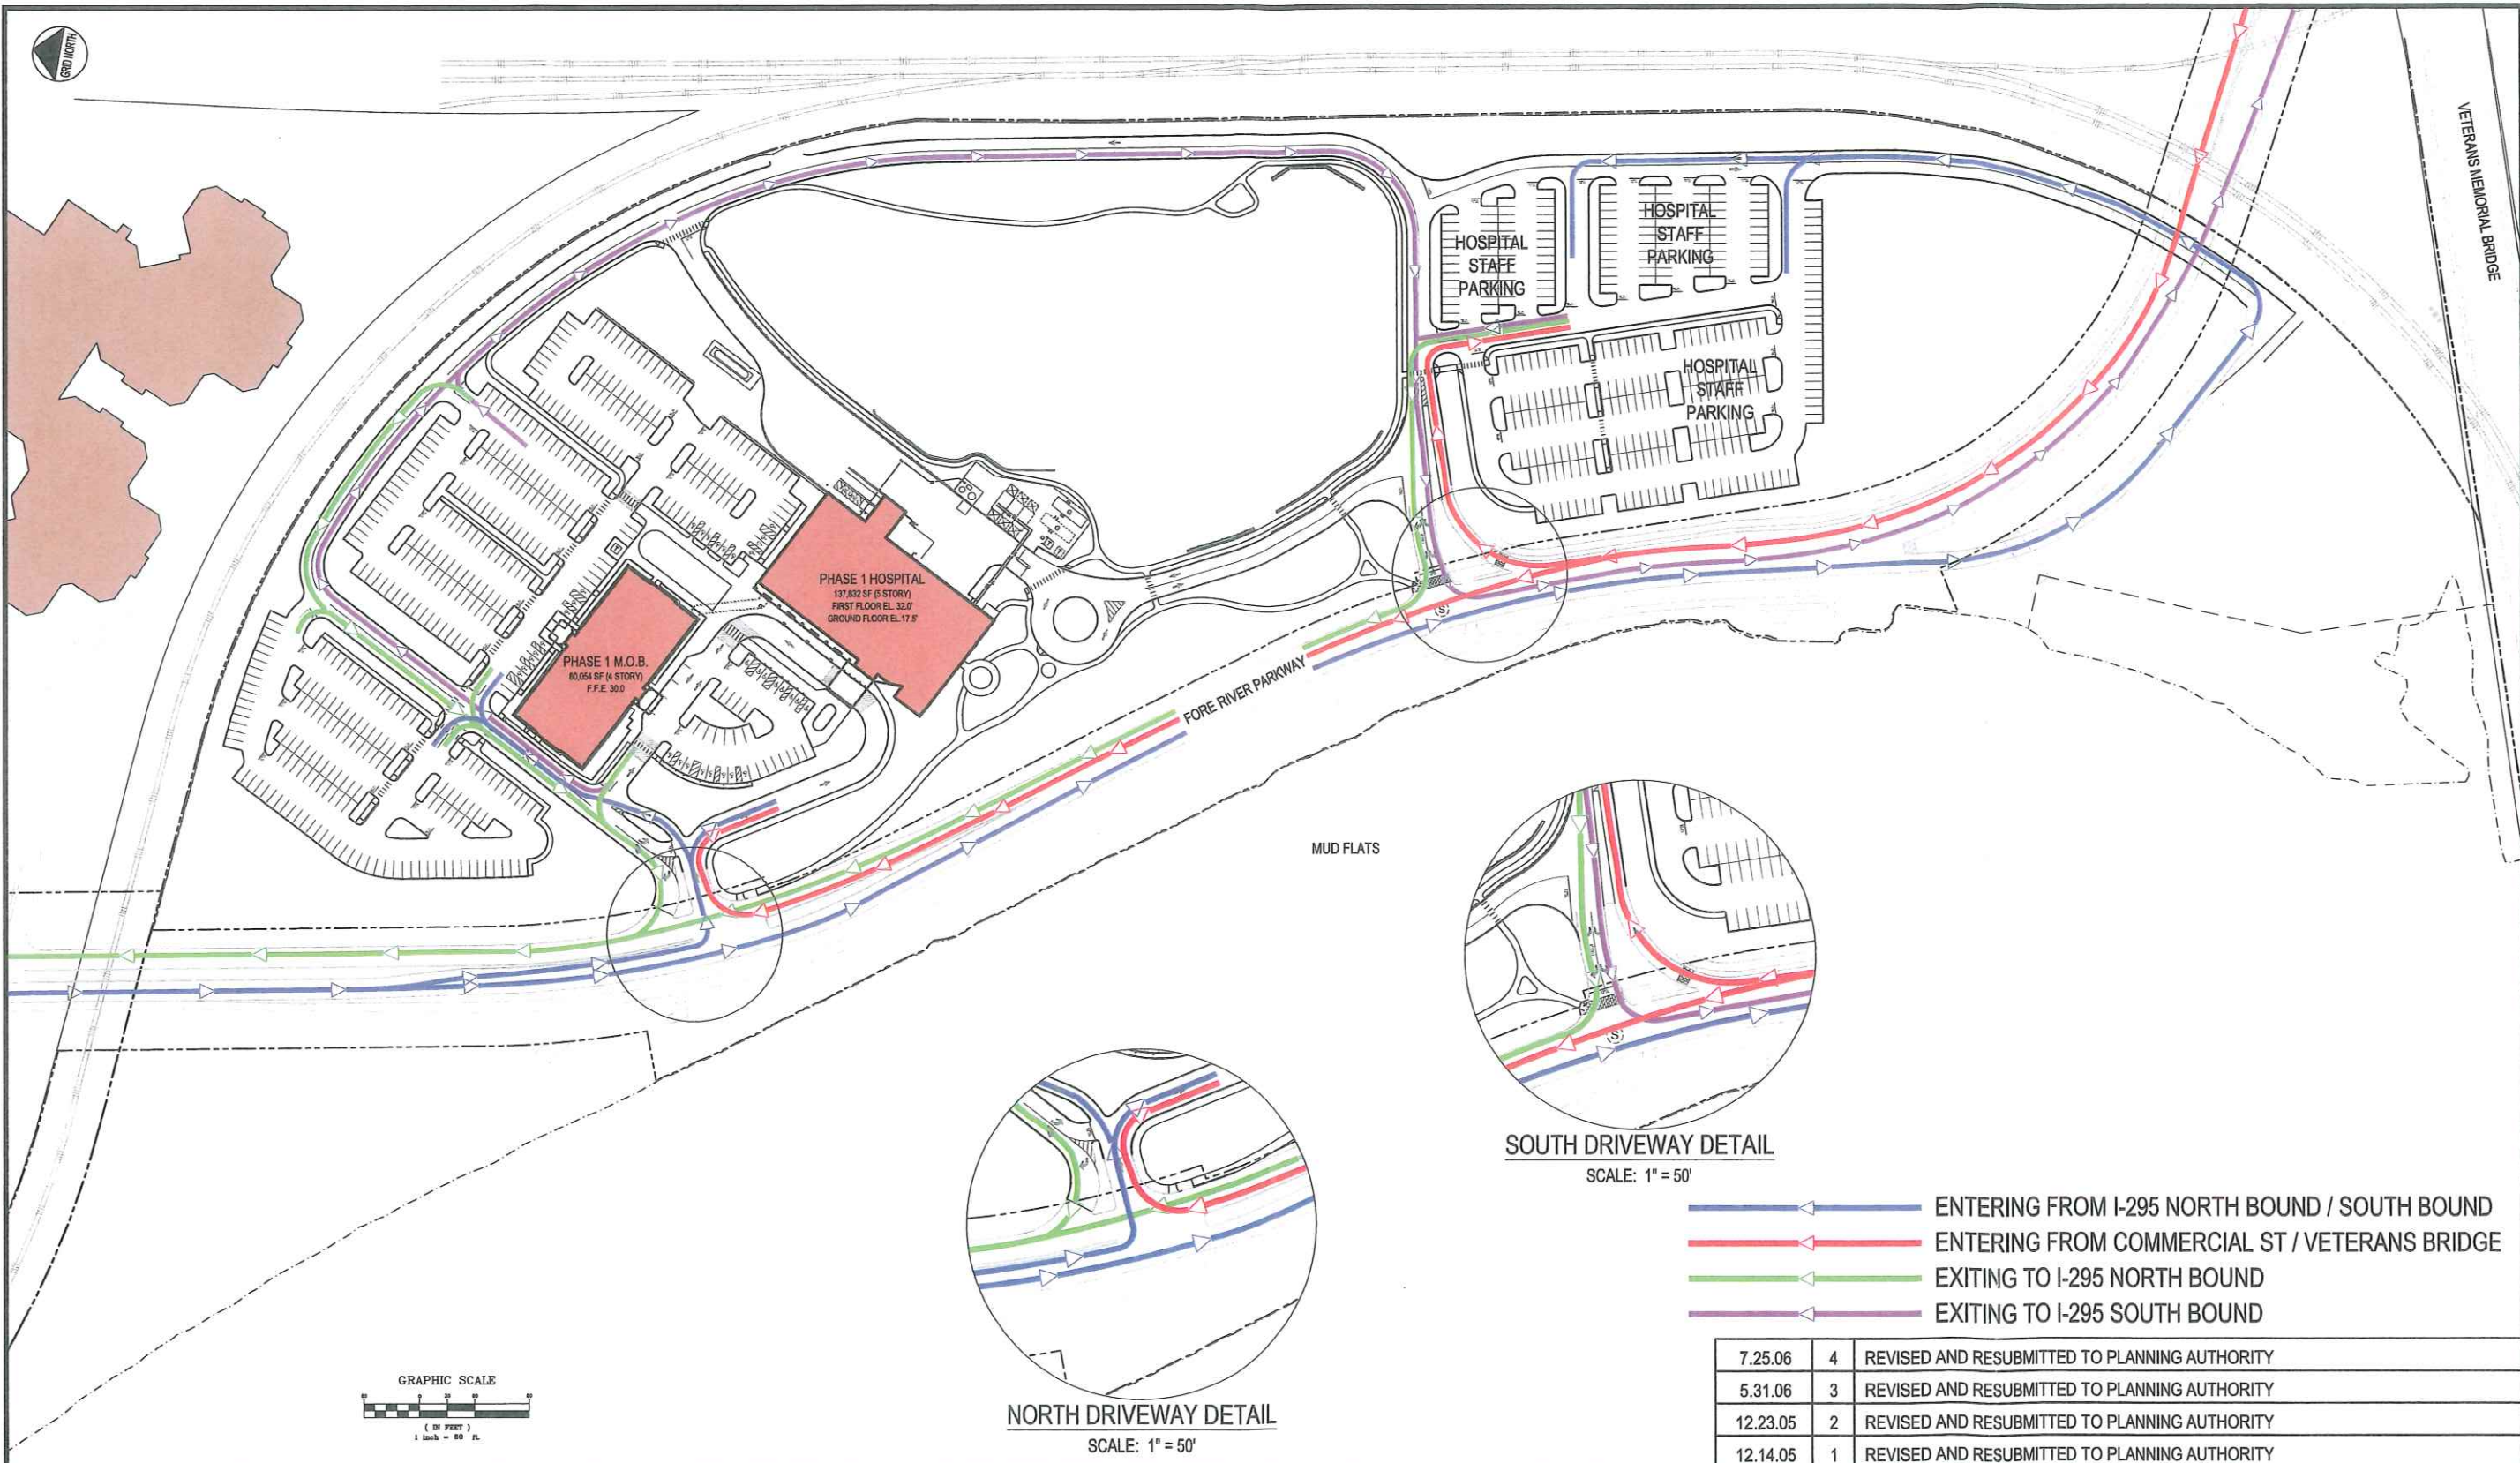 GRID NORTH
VETERANS MEMORIAL BRIDGE
HOSPITAL
STAFF
PARKING
HOSPITAL
STAFF
PARKING
HOSPITAL
STAFF
PARKING
PHASE 1 HOSPITAL
137,832 SF (5 STORY)
FIRST FLOOR EL. 32.0'
GROUND FLOOR EL. 17.5'
PHASE 1 M.O.B.
60,054 SF (4 STORY)
F.F.E. 30.0
FORE RIVER PARKWAY
(S)
MUD FLATS
(S)
SOUTH DRIVEWAY DETAIL
SCALE: 1" = 50'
NORTH DRIVEWAY DETAIL
SCALE: 1" = 50'
ENTERING FROM I-295 NORTH BOUND / SOUTH BOUND
ENTERING FROM COMMERCIAL ST / VETERANS BRIDGE
EXITING TO I-295 NORTH BOUND
EXITING TO I-295 SOUTH BOUND
7.25.06 4 REVISED AND RESUBMITTED TO PLANNING AUTHORITY
5.31.06 3 REVISED AND RESUBMITTED TO PLANNING AUTHORITY
12.23.05 2 REVISED AND RESUBMITTED TO PLANNING AUTHORITY
12.14.05 1 REVISED AND RESUBMITTED TO PLANNING AUTHORITY
GRAPHIC SCALE
( IN FEET )
1 inch = 80 ft.